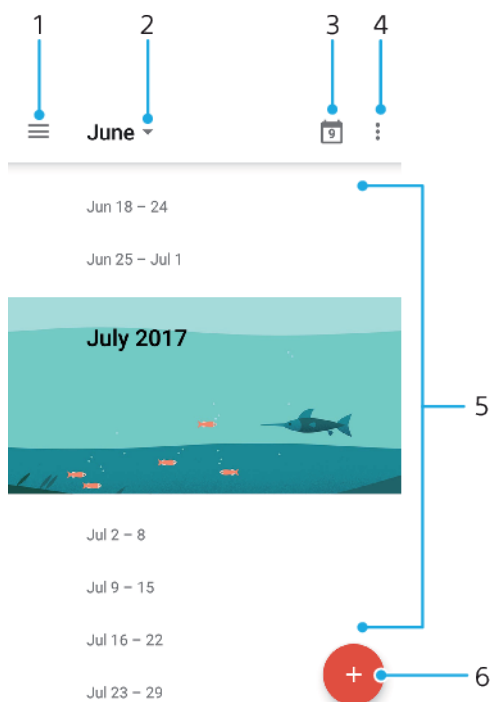 1 2 3 4
June 9
Jun 18 – 24
Jun 25 – Jul 1
July 2017
5
Jul 2 – 8
Jul 9 – 15
Jul 16 – 22
+ 6
Jul 23 – 29